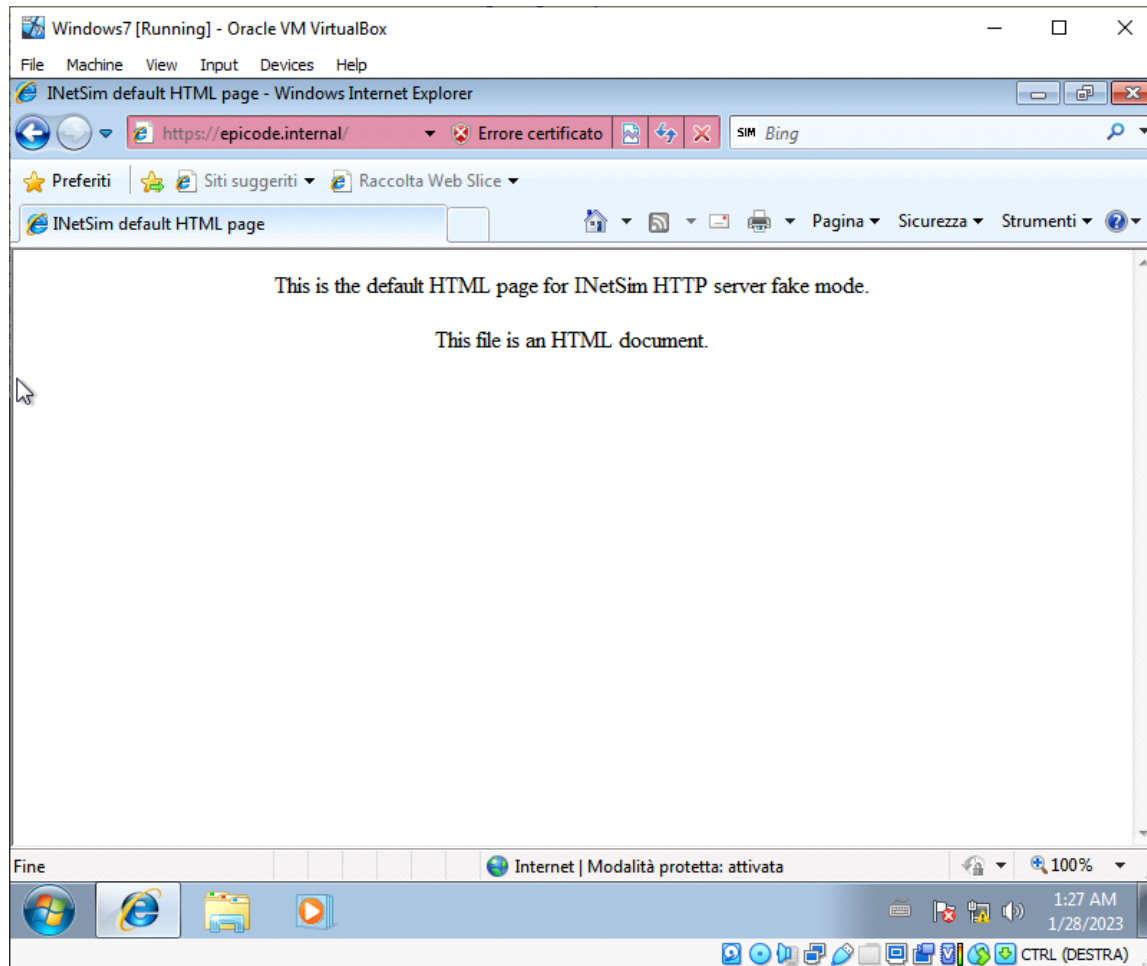 Windows7 [Running] - Oracle VM VirtualBox
File Machine View Input Devices Help
INetSim default HTML page - Windows Internet Explorer
https://epicode.internal/ Errore certificato SIM Bing
Preferiti Siti suggeriti Raccolta Web Slice
INetSim default HTML page Pagina Sicurezza Strumenti
This is the default HTML page for INetSim HTTP server fake mode.
This file is an HTML document.
Fine Internet | Modalità protetta: attivata 100%
1:27 AM
1/28/2023
CTRL (DESTRA)